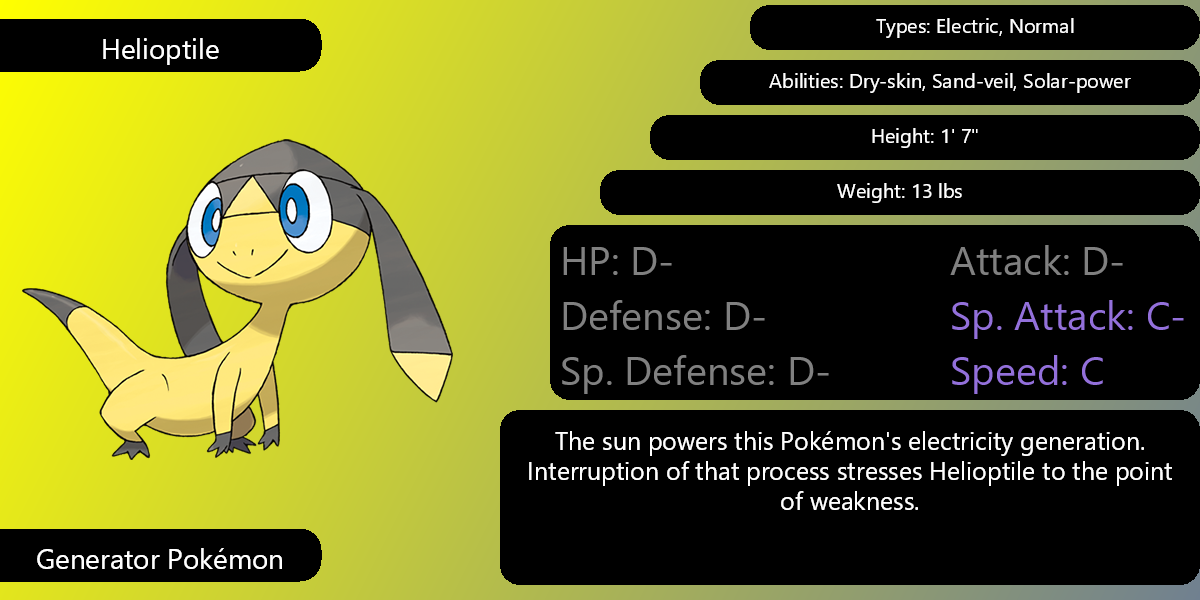 Helioptile
Types: Electric, Normal
Abilities: Dry-skin, Sand-veil, Solar-power
Height: 1' 7"
Weight: 13 lbs
HP: D-
Attack: D-
Defense: D-
Sp. Attack: C-
Sp. Defense: D-
Speed: C
The sun powers this Pokémon's electricity generation.
Interruption of that process stresses Helioptile to the point
of weakness.
Generator Pokémon